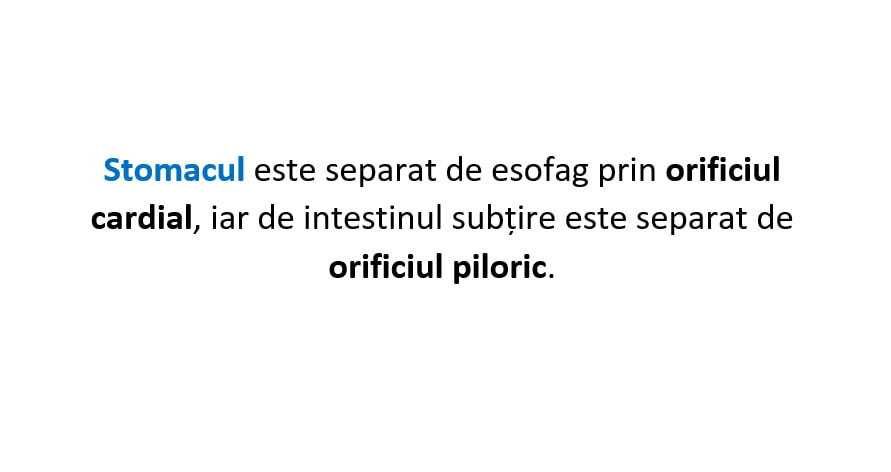 Stomacul este separat de esofag prin orificiul
cardial, iar de intestinul subțire este separat de
orificiul piloric.